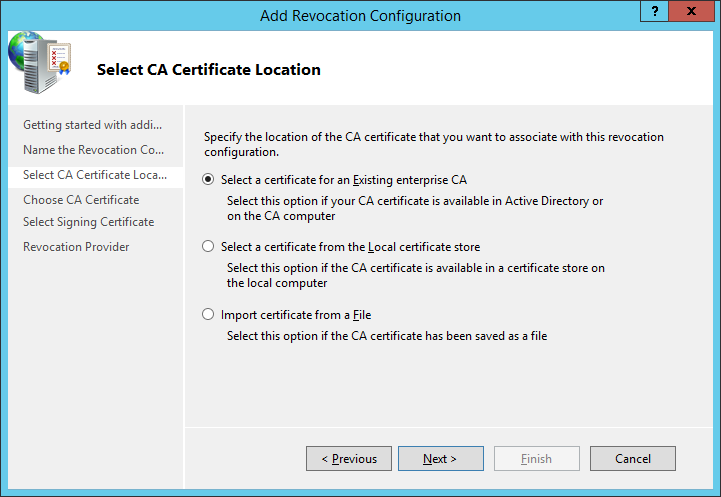 Add Revocation Configuration
?
x
Select CA Certificate Location
Getting started with addi...
Name the Revocation Co...
Select CA Certificate Loca...
Choose CA Certificate
Select Signing Certificate
Revocation Provider
Specify the location of the CA certificate that you want to associate with this revocation
configuration.
Select a certificate for an Existing enterprise CA
Select this option if your CA certificate is available in Active Directory or
on the CA computer
Select a certificate from the Local certificate store
Select this option if the CA certificate is available in a certificate store on
the local computer
Import certificate from a File
Select this option if the CA certificate has been saved as a file
< Previous
Next >
Finish
Cancel